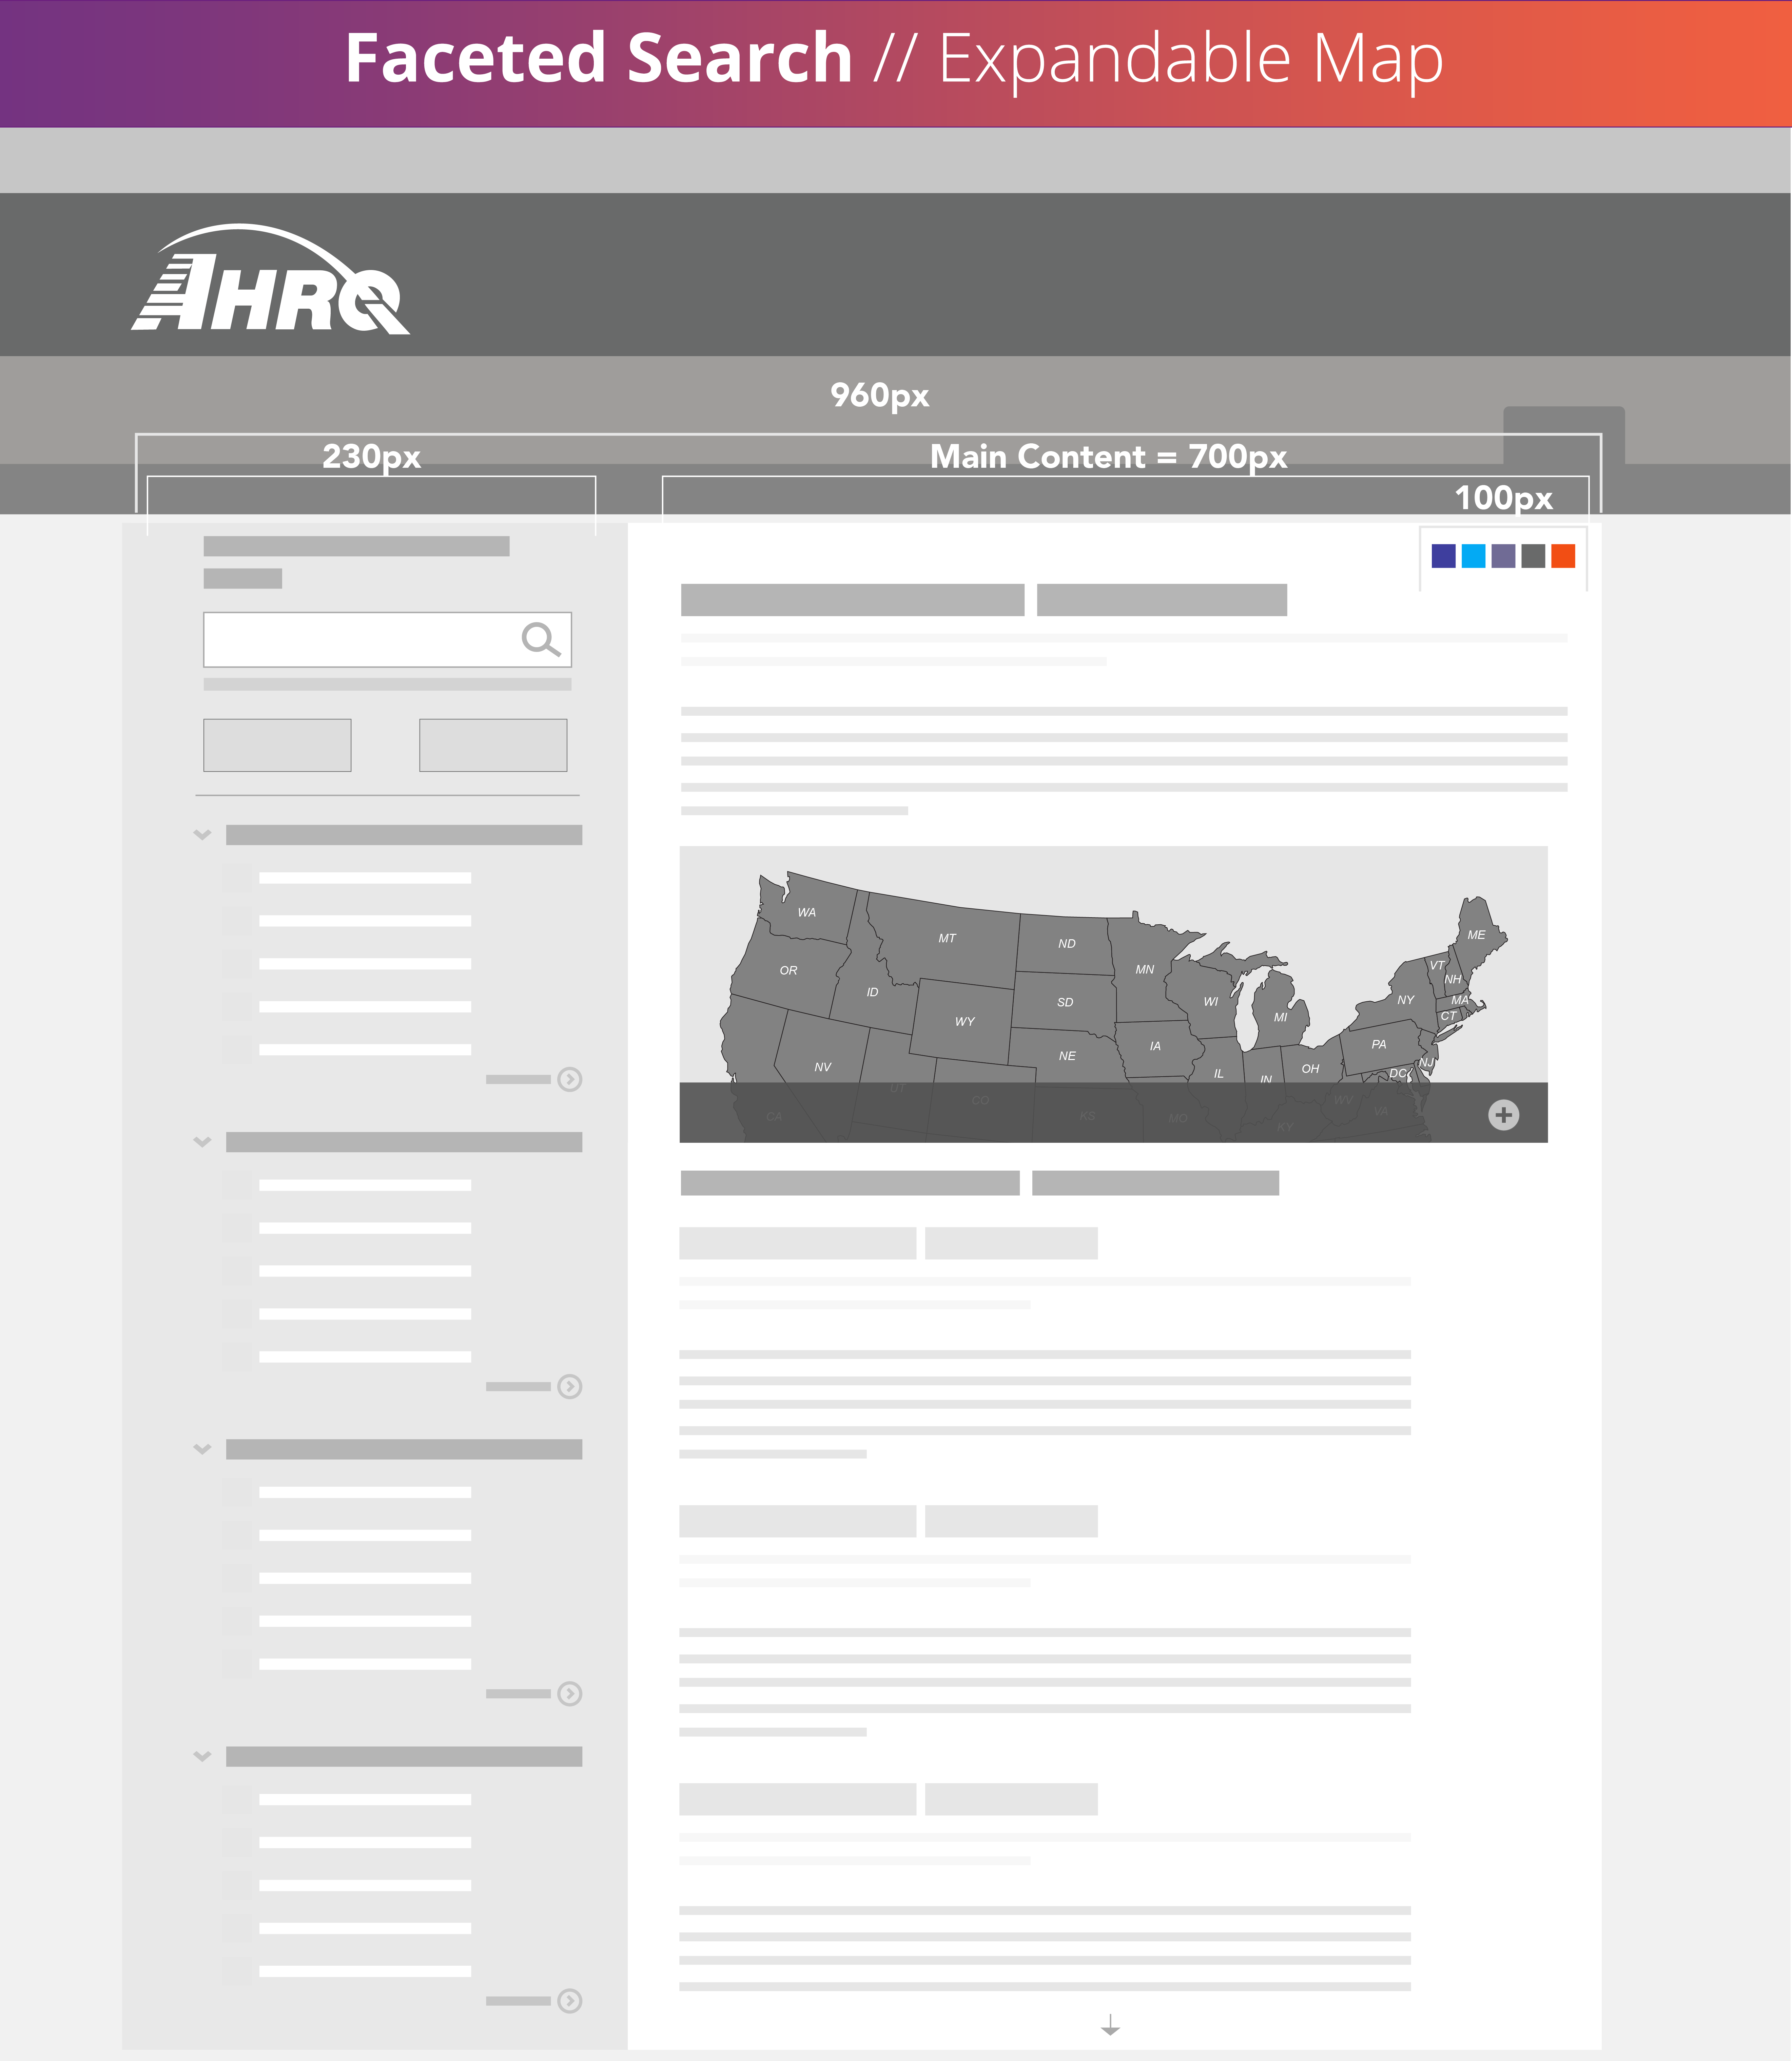 Faceted Search // Expandable Map
AHRQ
960px
230px
Main Content = 700px
100px
WA
MT
ND
MN
ME
OR
ID
WY
SD
WI
MI
NY
VT
NH
MA
CT
NV
NE
IA
IL
IN
OH
PA
NJ
DC
UT
CA
CO
KS
MO
KY
WV
VA